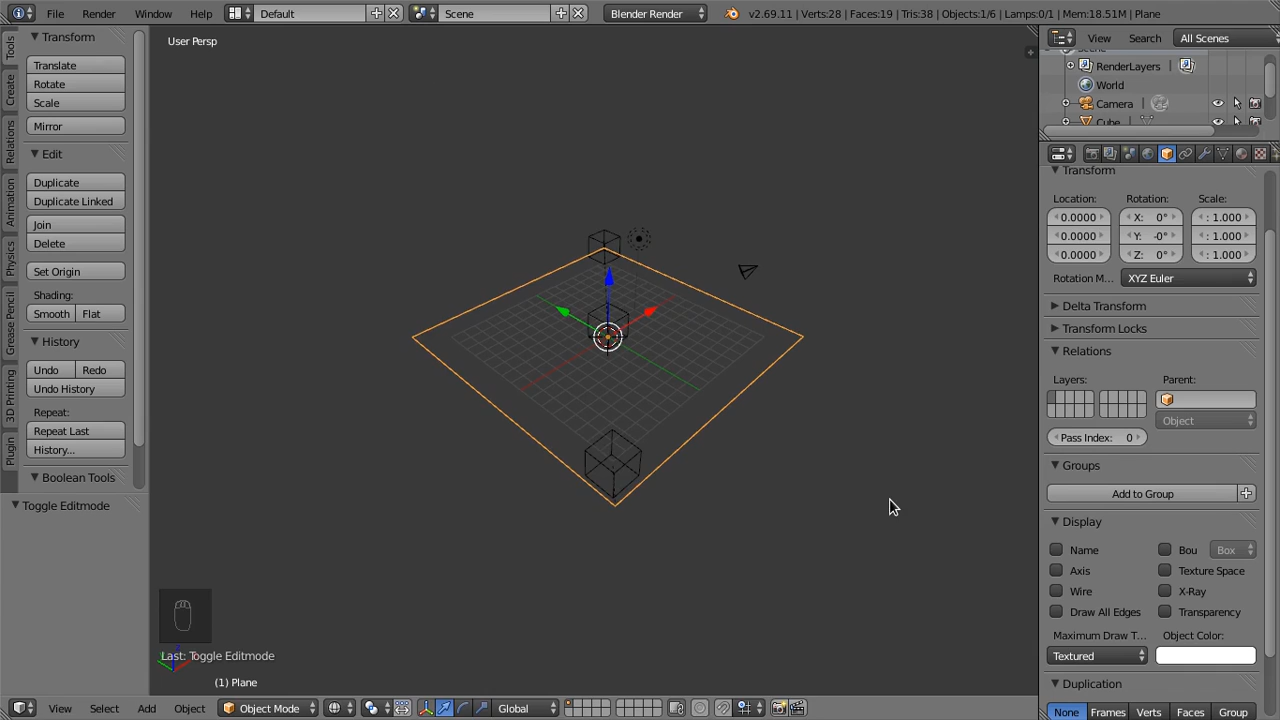 File Render Window Help Default Scene Blender Render v2.69.11 | Verts:28 | Faces:19 | Tris:38 | Objects:1/6 | Lamps:0/1 | Mem:18.51M | Plane
Tools
Create
Relations
Animation
Physics
Grease Pencil
3D Printing
Plugin
Transform
Translate
Rotate
Scale
Mirror
Edit
Duplicate
Duplicate Linked
Join
Delete
Set Origin
Shading:
Smooth Flat
History
Undo Redo
Undo History
Repeat:
Repeat Last
History...
Boolean Tools
Toggle Editmode
User Persp
Last: Toggle Editmode
(1) Plane
View Select Add Object Object Mode Global
View Search All Scenes
RenderLayers
World
Camera
Cube
Transform
Location: Rotation: Scale:
0.0000 X: 0° : 1.000
0.0000 Y: -0° : 1.000
0.0000 Z: 0° : 1.000
Rotation M... XYZ Euler
Delta Transform
Transform Locks
Relations
Layers: Parent:
Object
Pass Index: 0
Groups
Add to Group
Display
Name Bou Box
Axis Texture Space
Wire X-Ray
Draw All Edges Transparency
Maximum Draw T... Object Color:
Textured
Duplication
None Frames Verts Faces Group